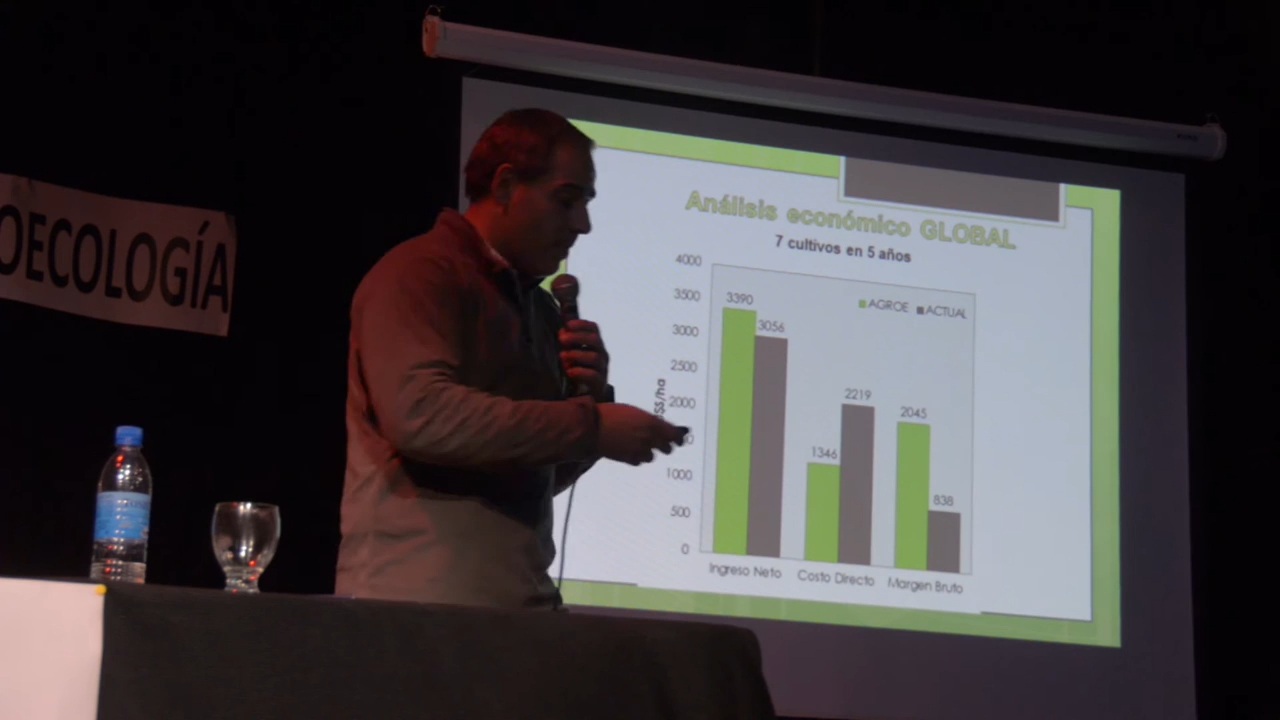 OECOLOGÍA
Análisis económico GLOBAL
7 cultivos en 5 años
AGROE ACTUAL
4000
3500
3000
2500
2000
1000
500
0
$/ha
3390
3056
1346
2219
2045
838
Ingreso Neto Costo Directo Margen Bruto